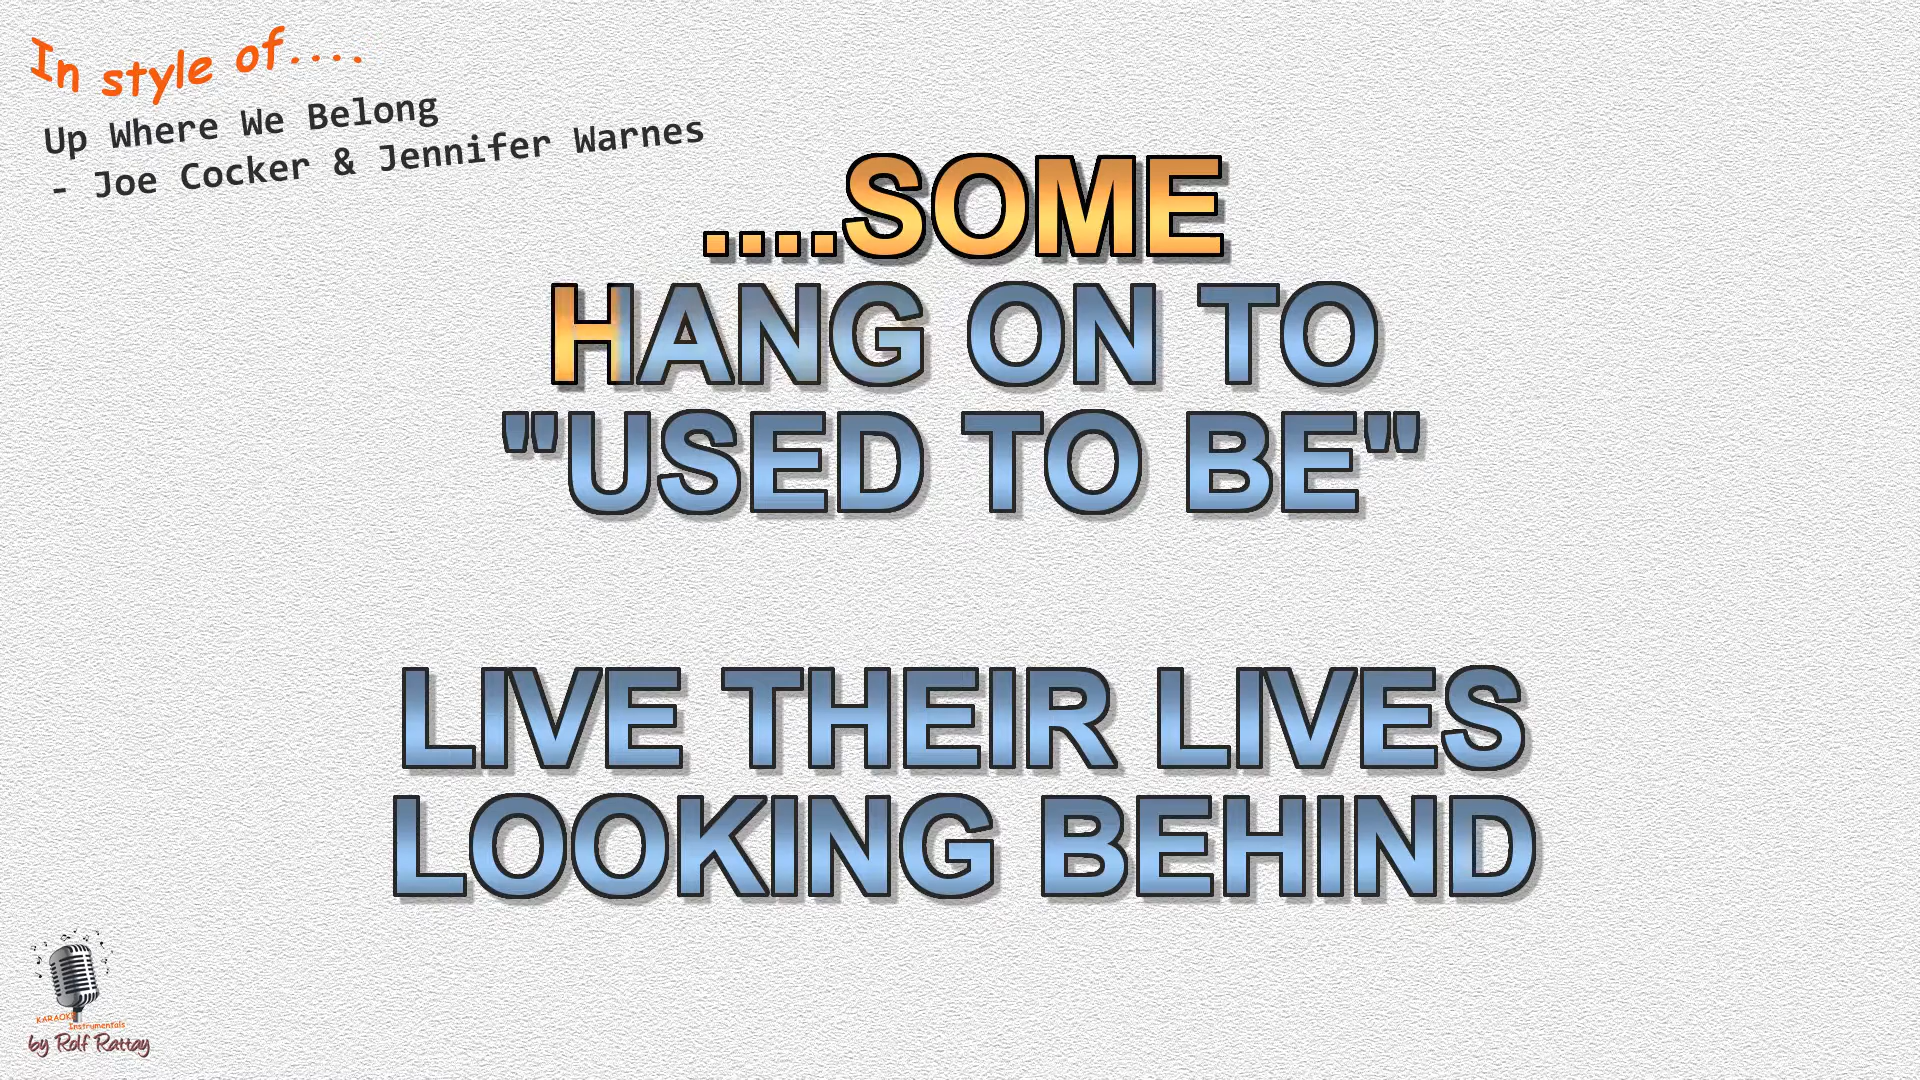 In style of....
Up Where We Belong
- Joe Cocker & Jennifer Warnes
....SOME
HANG ON TO
"USED TO BE"
LIVE THEIR LIVES
LOOKING BEHIND
KARAOKE
Instrumentals
by Rolf Rattay